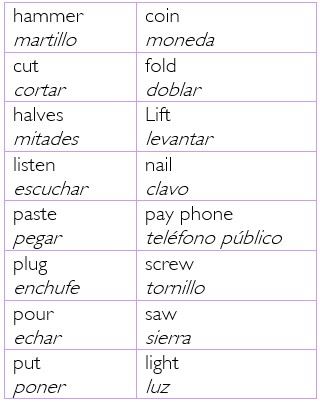 hammer
martillo
coin
moneda
cut
cortar
fold
doblar
halves
mitades
Lift
levantar
listen
escuchar
nail
clavo
paste
pegar
pay phone
teléfono público
plug
enchufe
screw
tornillo
pour
echar
saw
sierra
put
poner
light
luz